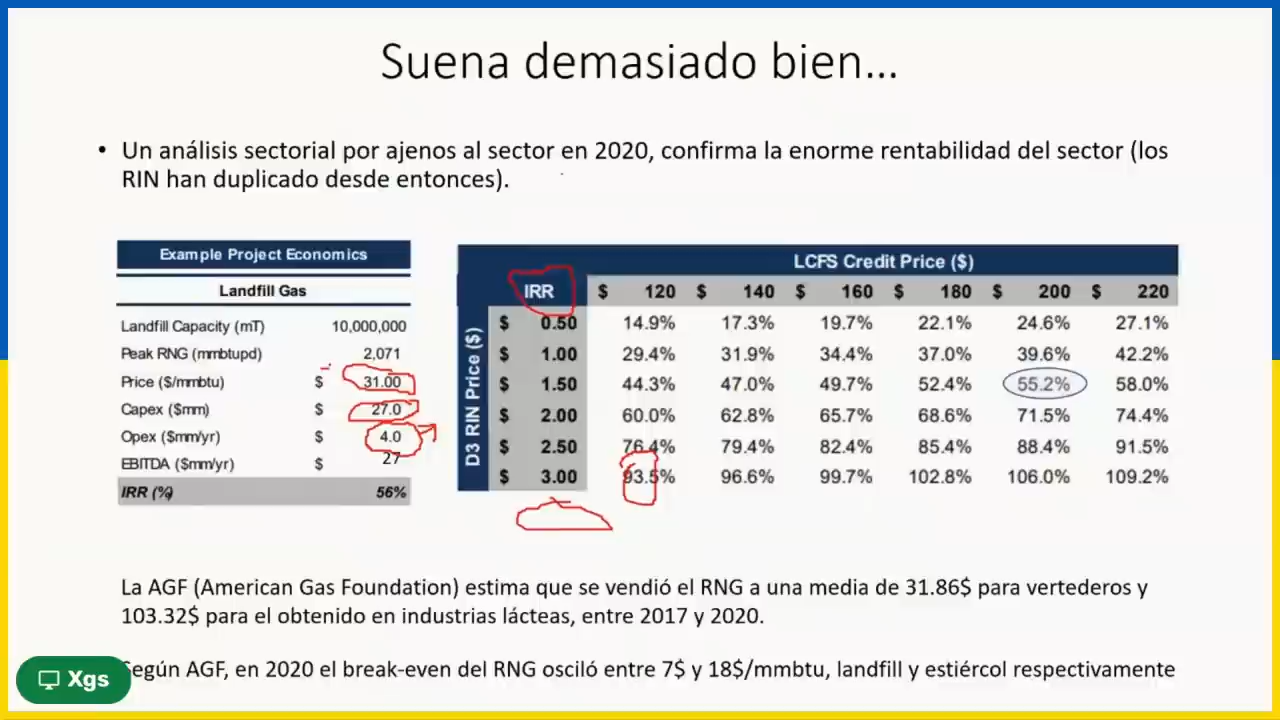 Suena demasiado bien...
• Un análisis sectorial por ajenos al sector en 2020, confirma la enorme rentabilidad del sector (los
RIN han duplicado desde entonces).
Example Project Economics
Landfill Gas
Landfill Capacity (mT) 10,000,000
Peak RNG (mmbtupd) 2,071
Price ($/mmbtu) $ 31.00
Capex ($mm) $ 27.0
Opex ($mm/yr) $ 4.0
EBITDA ($mm/yr) $ 27
IRR (%) 56%
LCFS Credit Price ($)
IRR $ 120 $ 140 $ 160 $ 180 $ 200 $ 220
D3 RIN Price ($)
$ 0.50 14.9% 17.3% 19.7% 22.1% 24.6% 27.1%
$ 1.00 29.4% 31.9% 34.4% 37.0% 39.6% 42.2%
$ 1.50 44.3% 47.0% 49.7% 52.4% 55.2% 58.0%
$ 2.00 60.0% 62.8% 65.7% 68.6% 71.5% 74.4%
$ 2.50 76.4% 79.4% 82.4% 85.4% 88.4% 91.5%
$ 3.00 93.5% 96.6% 99.7% 102.8% 106.0% 109.2%
La AGF (American Gas Foundation) estima que se vendió el RNG a una media de 31.86$ para vertederos y
103.32$ para el obtenido en industrias lácteas, entre 2017 y 2020.
Según AGF, en 2020 el break-even del RNG osciló entre 7$ y 18$/mmbtu, landfill y estiércol respectivamente
Xgs